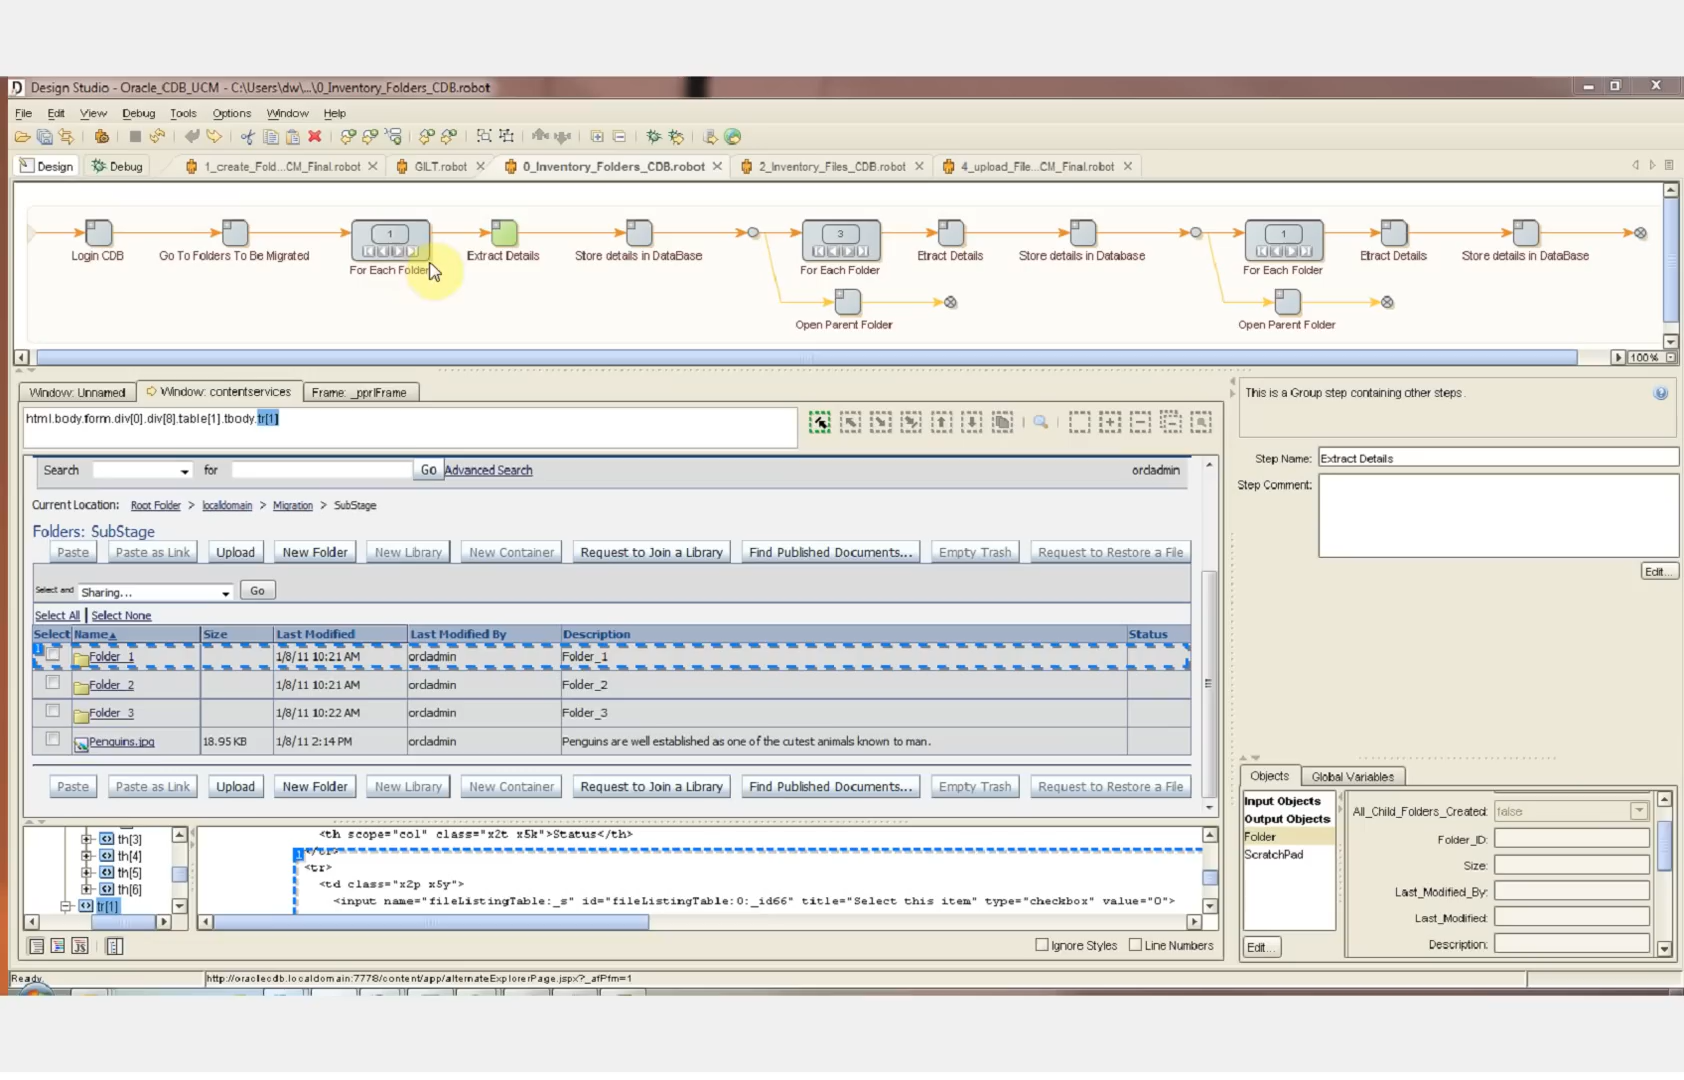 Design Studio - Oracle_CDB_UCM - C:\Users\dw\...\0_Inventory_Folders_CDB.robot
File Edit View Debug Tools Options Window Help
Design Debug 1_create_Fold...CM_Final.robot GILT.robot 0_Inventory_Folders_CDB.robot 2_Inventory_Files_CDB.robot 4_upload_File...CM_Final.robot
1 3 1
Login CDB Go To Folders To Be Migrated Extract Details Store details in DataBase Etract Details Store details in DataBase Etract Details Store details in DataBase
For Each Folder For Each Folder For Each Folder
Open Parent Folder Open Parent Folder
100%
Window: Unnamed Window: contentservices Frame: _pprIFrame
This is a Group step containing other steps.
html.body.form.div[0].div[8].table[1].tbody.tr[1]
Step Name: Extract Details
Step Comment:
Edit...
Search for Go Advanced Search orcladmin
Current Location: Root Folder > localdomain > Migration > SubStage
Folders: SubStage
Paste Paste as Link Upload New Folder New Library New Container Request to Join a Library Find Published Documents... Empty Trash Request to Restore a File
Select and Sharing... Go
Select All | Select None
Select Name Size Last Modified Last Modified By Description Status
1
Folder_1 1/8/11 10:21 AM orcladmin Folder_1
Folder_2 1/8/11 10:21 AM orcladmin Folder_2
Folder_3 1/8/11 10:22 AM orcladmin Folder_3
Penguins.jpg 18.95 KB 1/8/11 2:14 PM orcladmin Penguins are well established as one of the cutest animals known to man.
Paste Paste as Link Upload New Folder New Library New Container Request to Join a Library Find Published Documents... Empty Trash Request to Restore a File
Objects Global Variables
Input Objects
Output Objects
Folder
ScratchPad
Edit...
All_Child_Folders_Created: false
Folder_ID:
Size:
Last_Modified_By:
Last_Modified:
Description:
th[3]
th[4]
th[5]
th[6]
tr[1]
<th scope="col" class="x2t x5k">Status</th>
</tr>
1
<tr>
<td class="x2p x5y">
<input name="fileListingTable:_s" id="fileListingTable:0:_id66" title="Select this item" type="checkbox" value="0">
JS
Ignore Styles Line Numbers
Ready. http://oraclecdb.localdomain:7778/content/app/alternateExplorerPage.jspx?_afPfm=1